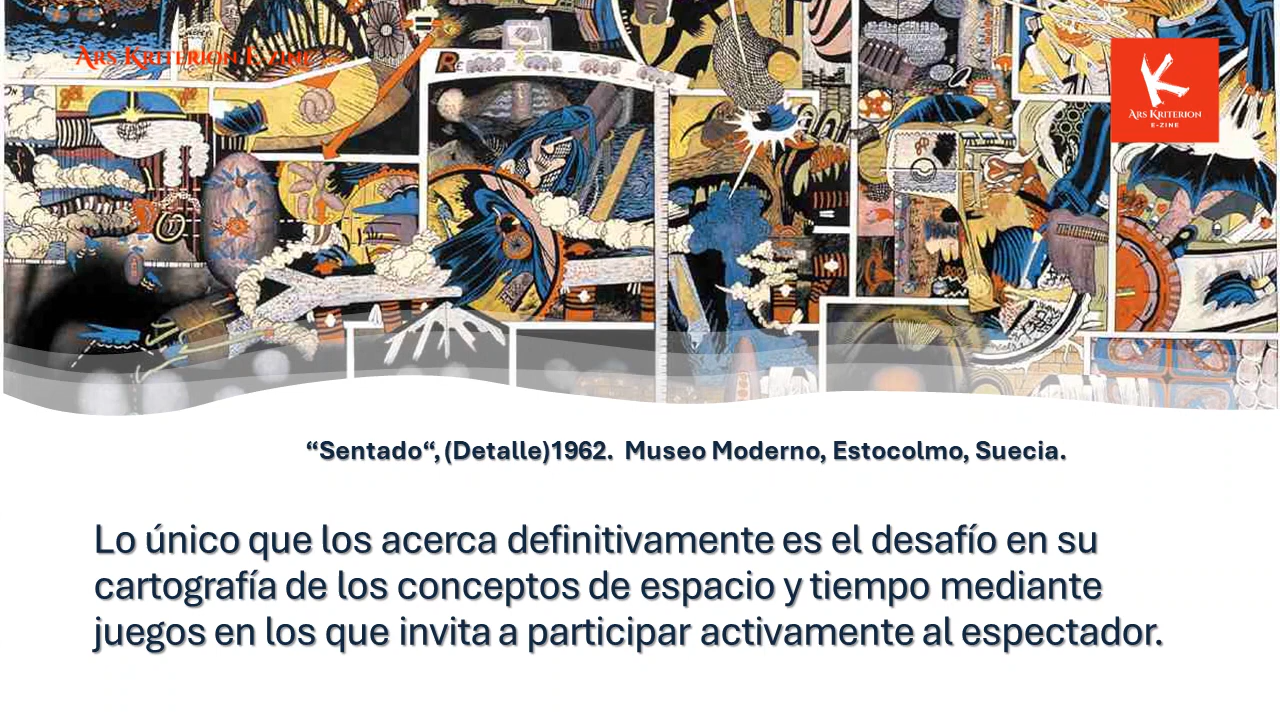 Ars Kriterion E-zine
Ars Kriterion
E-ZINE
“Sentado“, (Detalle)1962.  Museo Moderno, Estocolmo, Suecia.
Lo único que los acerca definitivamente es el desafío en su
cartografía de los conceptos de espacio y tiempo mediante
juegos en los que invita a participar activamente al espectador.